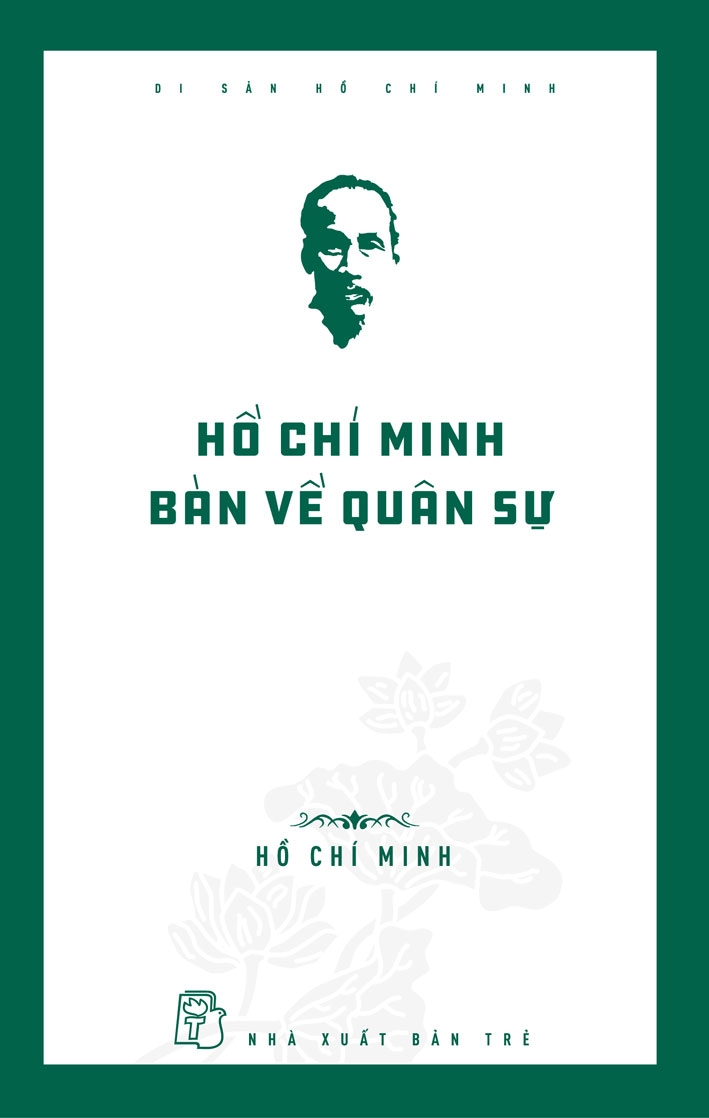 DI SẢN HỒ CHÍ MINH
HỒ CHÍ MINH
BÀN VỀ QUÂN SỰ
HỒ CHÍ MINH
T
NHÀ XUẤT BẢN TRẺ